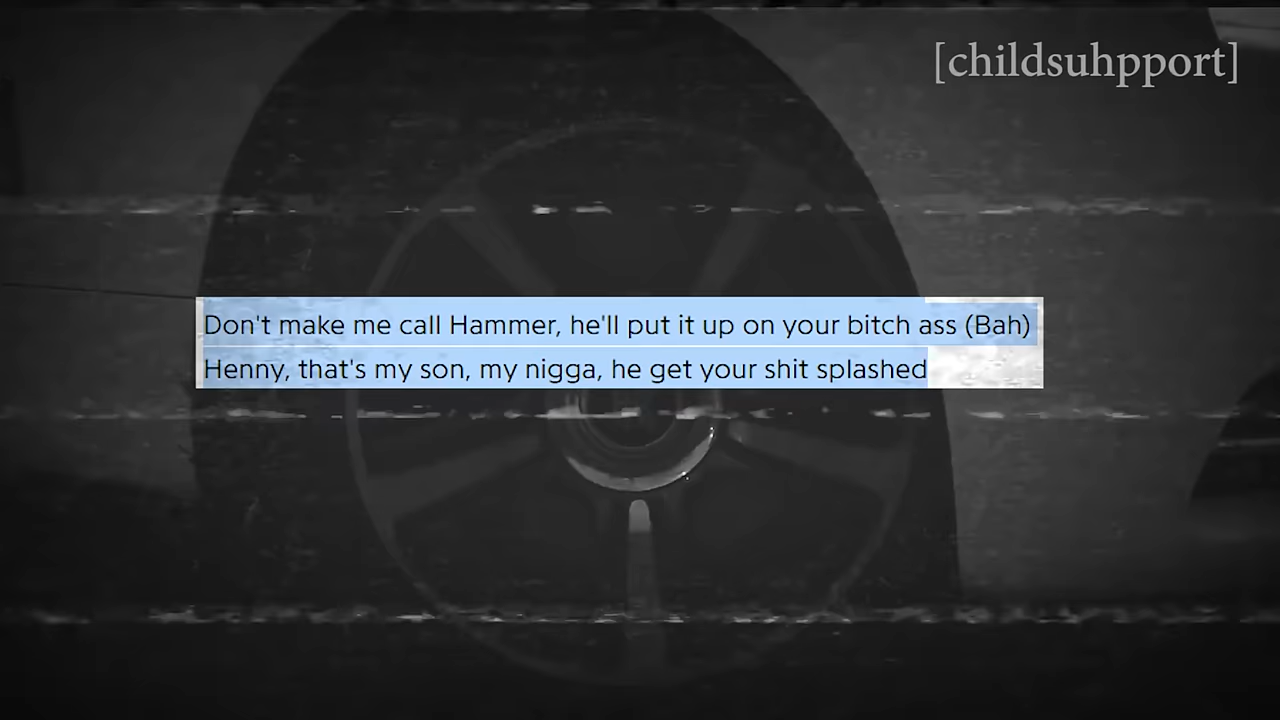 [childsuhpport]
Don't make me call Hammer, he'll put it up on your bitch ass (Bah)
Henny, that's my son, my nigga, he get your shit splashed